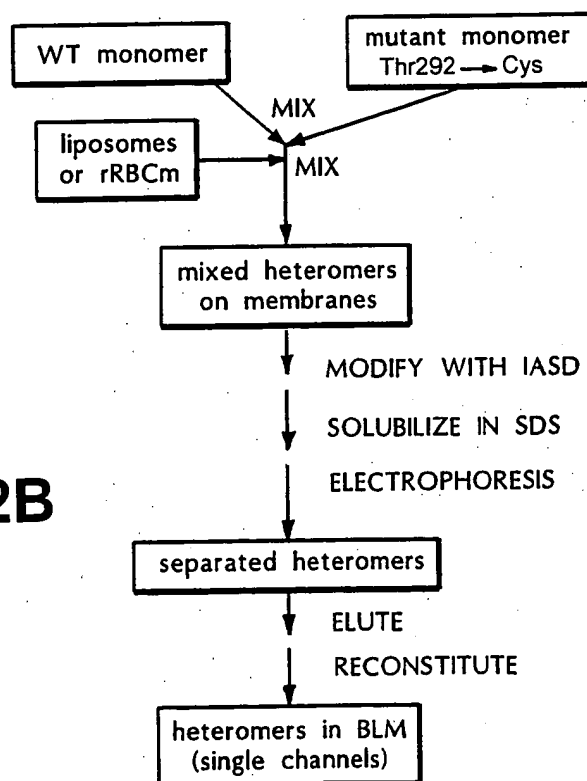 WT monomer
mutant monomer
Thr292 → Cys
MIX
liposomes
or rRBCm
MIX
mixed heteromers
on membranes
MODIFY WITH IASD
SOLUBILIZE IN SDS
ELECTROPHORESIS
2B
separated heteromers
ELUTE
RECONSTITUTE
heteromers in BLM
(single channels)